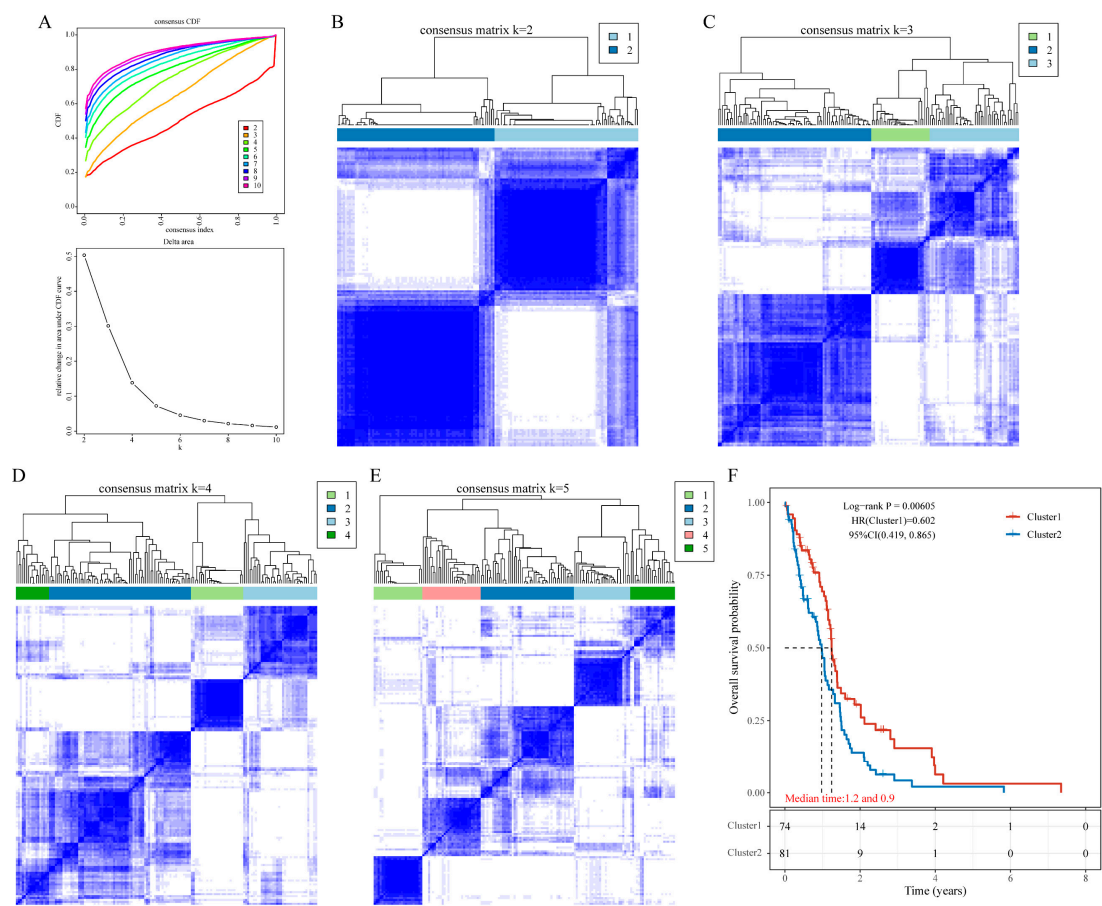 A
consensus CDF
CDF
1.0
0.8
0.6
0.4
0.2
0.0
2
3
4
5
6
7
8
9
10
0.0
0.2
0.4
0.6
0.8
1.0
consensus index
Delta area
relative change in area under CDF curve
0.5
0.4
0.3
0.2
0.1
0.0
2
4
6
8
10
k
B
consensus matrix k=2
1
2
C
consensus matrix k=3
1
2
3
D
consensus matrix k=4
1
2
3
4
E
consensus matrix k=5
1
2
3
4
5
F
Overall survival probability
1.00
0.75
0.50
0.25
0.00
Log-rank P = 0.00605
HR(Cluster1)=0.602
95%CI(0.419, 0.865)
Cluster1
Cluster2
Median time:1.2 and 0.9
Cluster1 74 14 2 1 0
Cluster2 81 9 1 0 0
0 2 4 6 8
Time (years)